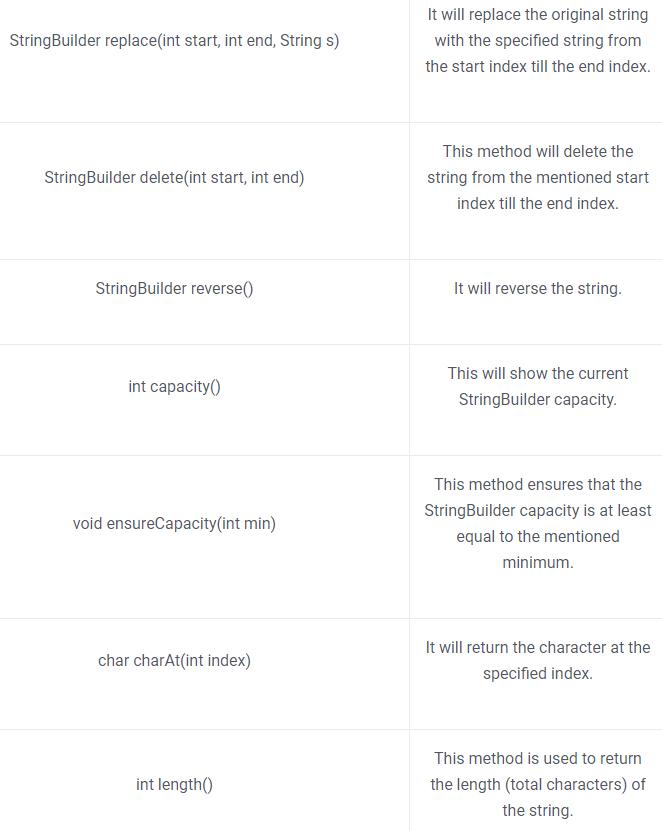 StringBuilder replace(int start, int end, String s)
It will replace the original string
with the specified string from
the start index till the end index.
StringBuilder delete(int start, int end)
This method will delete the
string from the mentioned start
index till the end index.
StringBuilder reverse()
It will reverse the string.
int capacity()
This will show the current
StringBuilder capacity.
void ensureCapacity(int min)
This method ensures that the
StringBuilder capacity is at least
equal to the mentioned
minimum.
char charAt(int index)
It will return the character at the
specified index.
int length()
This method is used to return
the length (total characters) of
the string.